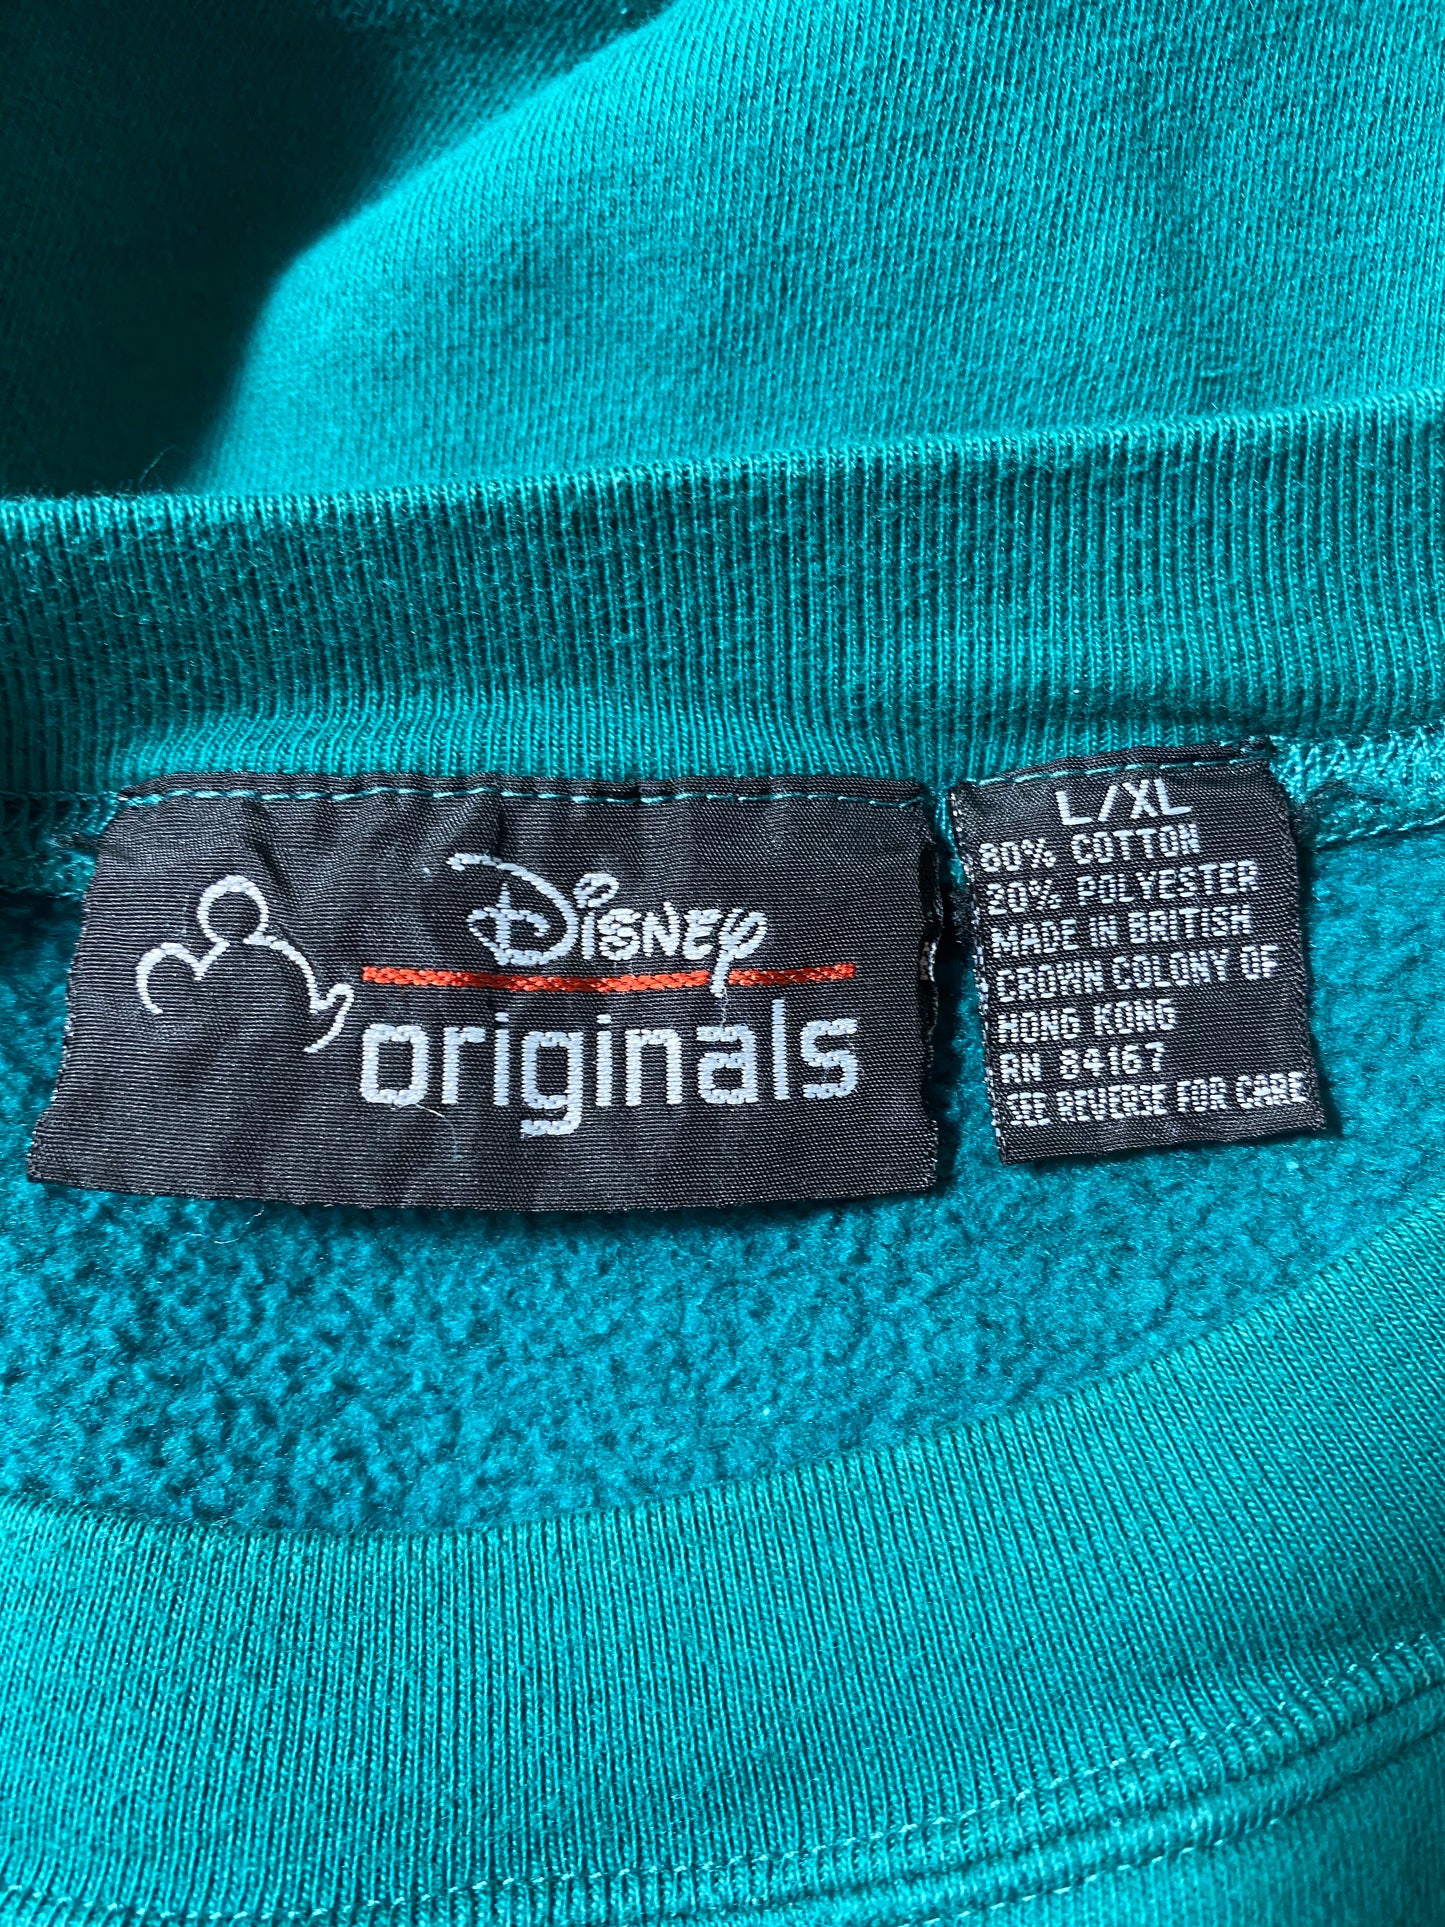 Disney
originals
L/XL
80% COTTON
20% POLYESTER
MADE IN BRITISH
CROWN COLONY OF
HONG KONG
RN 84167
SEE REVERSE FOR CARE